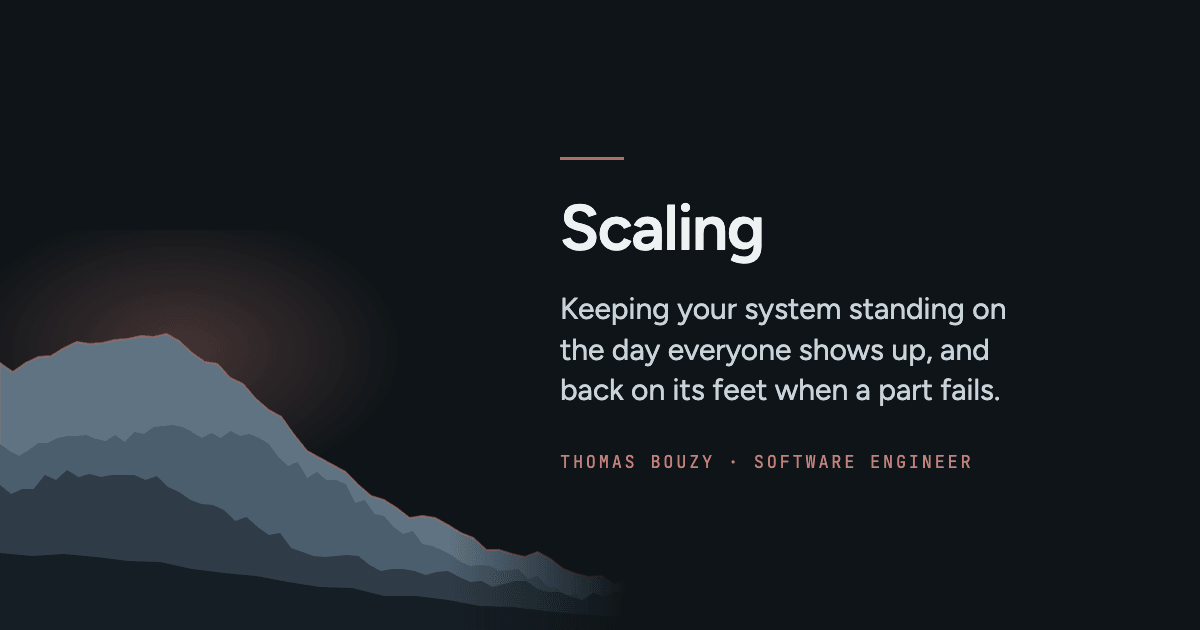 Scaling
Keeping your system standing on
the day everyone shows up, and
back on its feet when a part fails.
THOMAS BOUZY · SOFTWARE ENGINEER